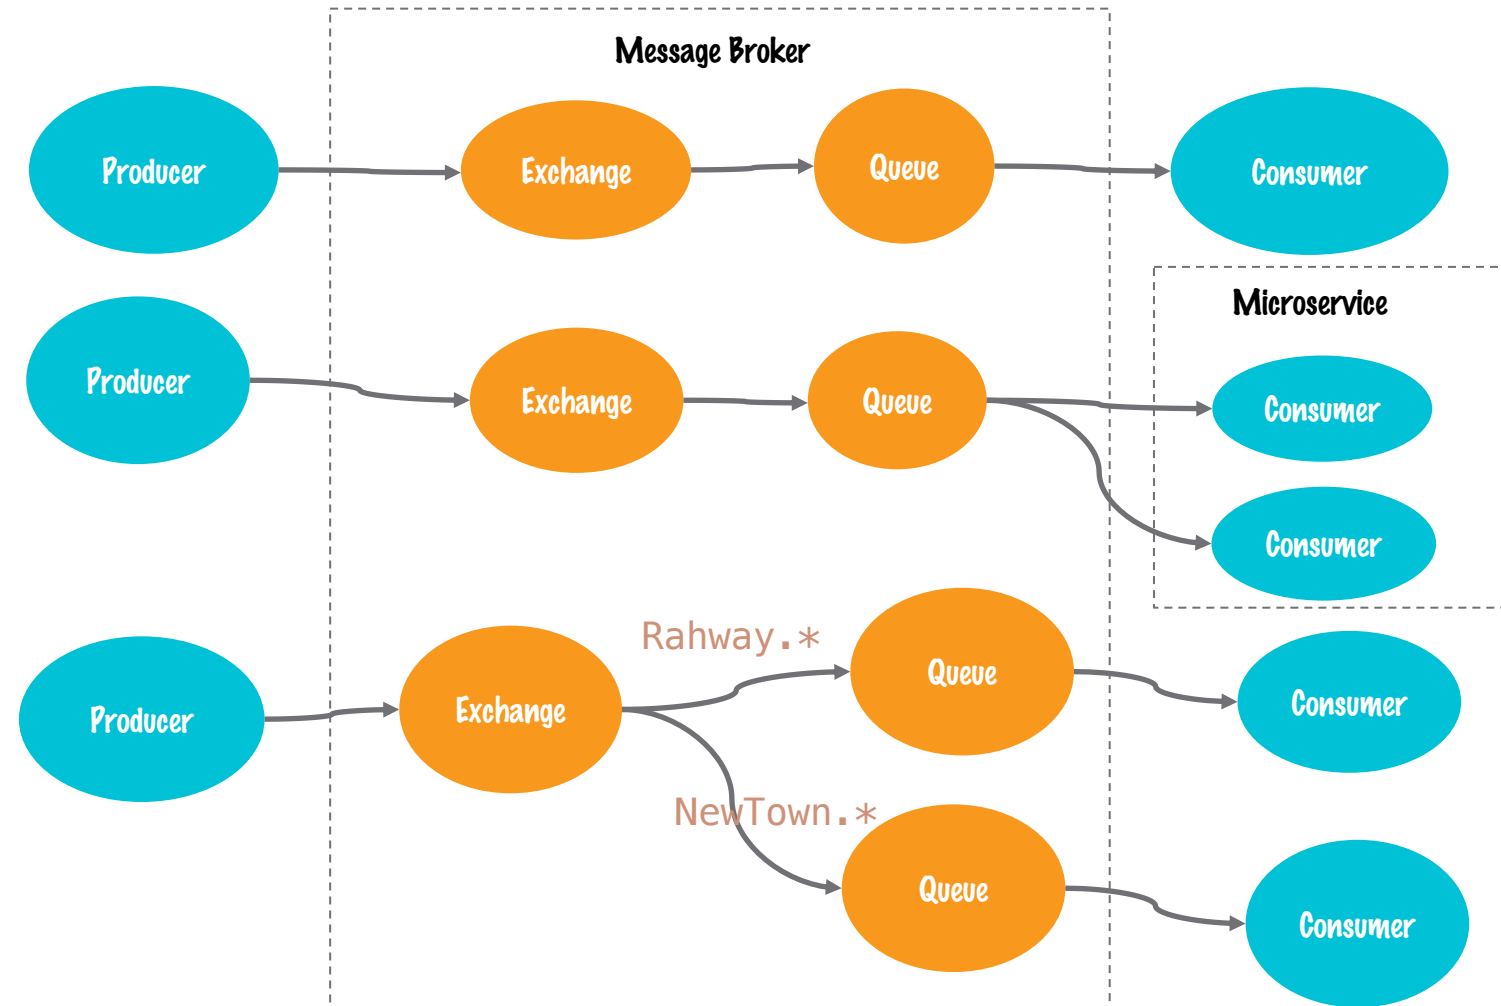 Message Broker
Producer
Exchange
Queue
Consumer
Microservice
Producer
Exchange
Queue
Consumer
Consumer
Rahway.*
Producer
Exchange
Queue
Consumer
NewTown.*
Queue
Consumer